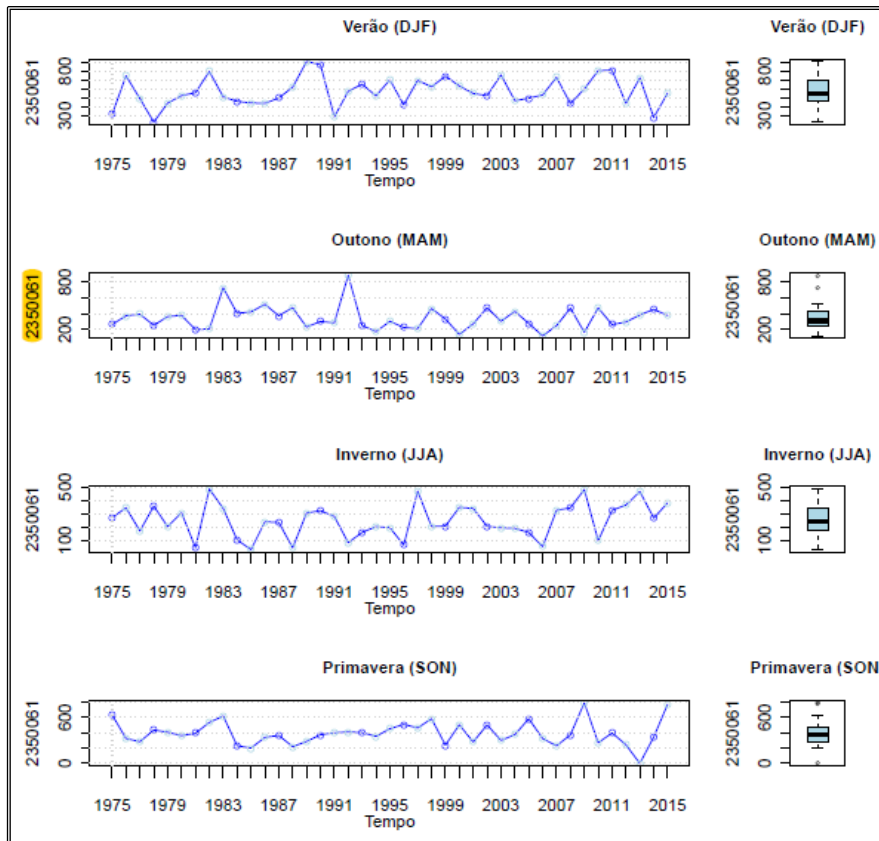 Verão (DJF)
2350061
300 800
1975 1979 1983 1987 1991 1995 1999 2003 2007 2011 2015
Tempo
Verão (DJF)
2350061
300 800
Outono (MAM)
2350061
200 800
1975 1979 1983 1987 1991 1995 1999 2003 2007 2011 2015
Tempo
Outono (MAM)
2350061
200 800
Inverno (JJA)
2350061
100 500
1975 1979 1983 1987 1991 1995 1999 2003 2007 2011 2015
Tempo
Inverno (JJA)
2350061
100 500
Primavera (SON)
2350061
0 600
1975 1979 1983 1987 1991 1995 1999 2003 2007 2011 2015
Tempo
Primavera (SON
2350061
0 600